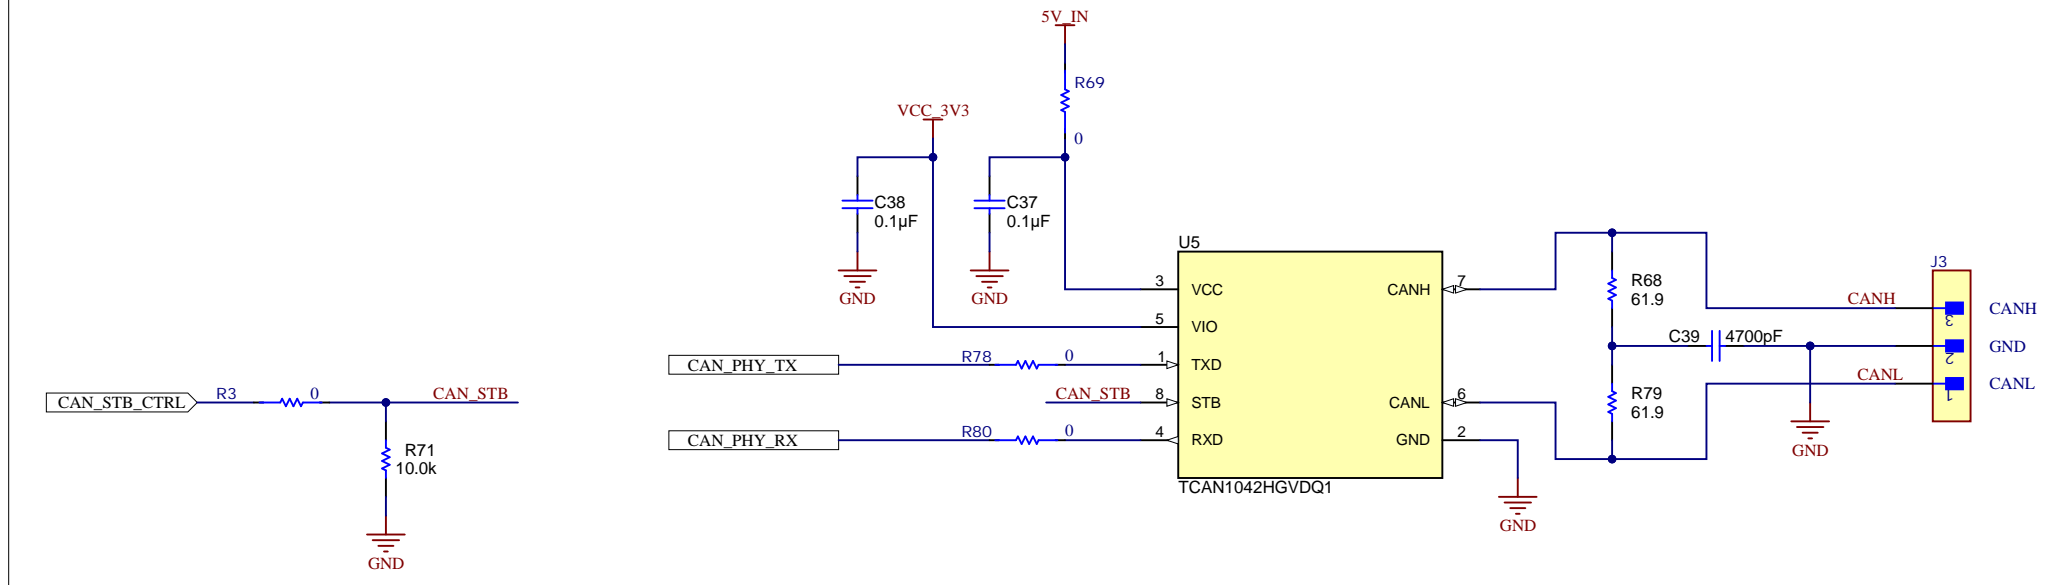 5V_IN
R69
0
VCC_3V3
C38
0.1µF
GND
C37
0.1µF
GND
U5
3 VCC
5 VIO
1 TXD
8 STB
4 RXD
CANH 7
CANL 6
GND 2
TCAN1042HGVDQ1
GND
CAN_PHY_TX
R78 0
CAN_STB
CAN_PHY_RX
R80 0
CAN_STB_CTRL
R3 0
CAN_STB
R71
10.0k
GND
R68
61.9
C39 4700pF
R79
61.9
GND
J3
CANH
3
CANH
2
GND
CANL
1
CANL